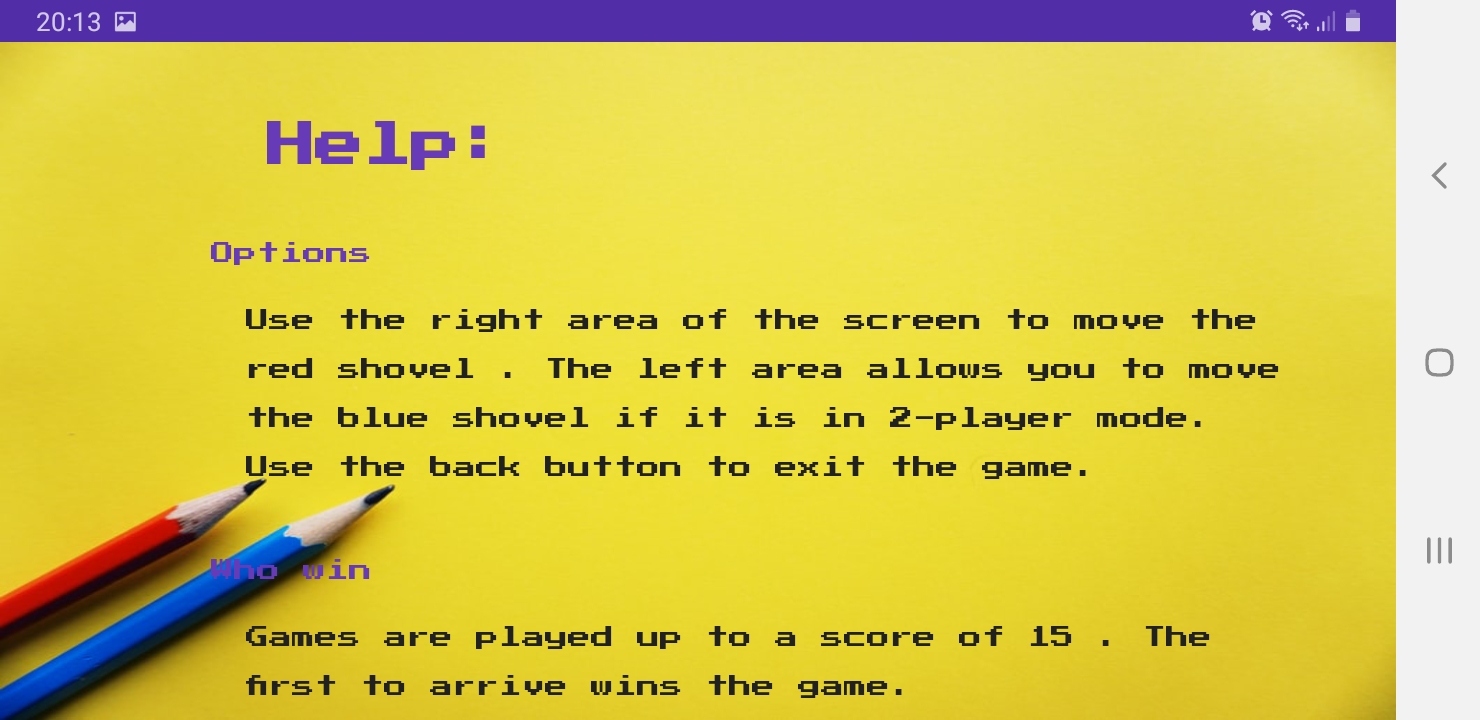 20:13
Help:
Options
Use the right area of the screen to move the
red shovel . The left area allows you to move
the blue shovel if it is in 2-player mode.
Use the back button to exit the game.
Who win
Games are played up to a score of 15 . The
first to arrive wins the game.